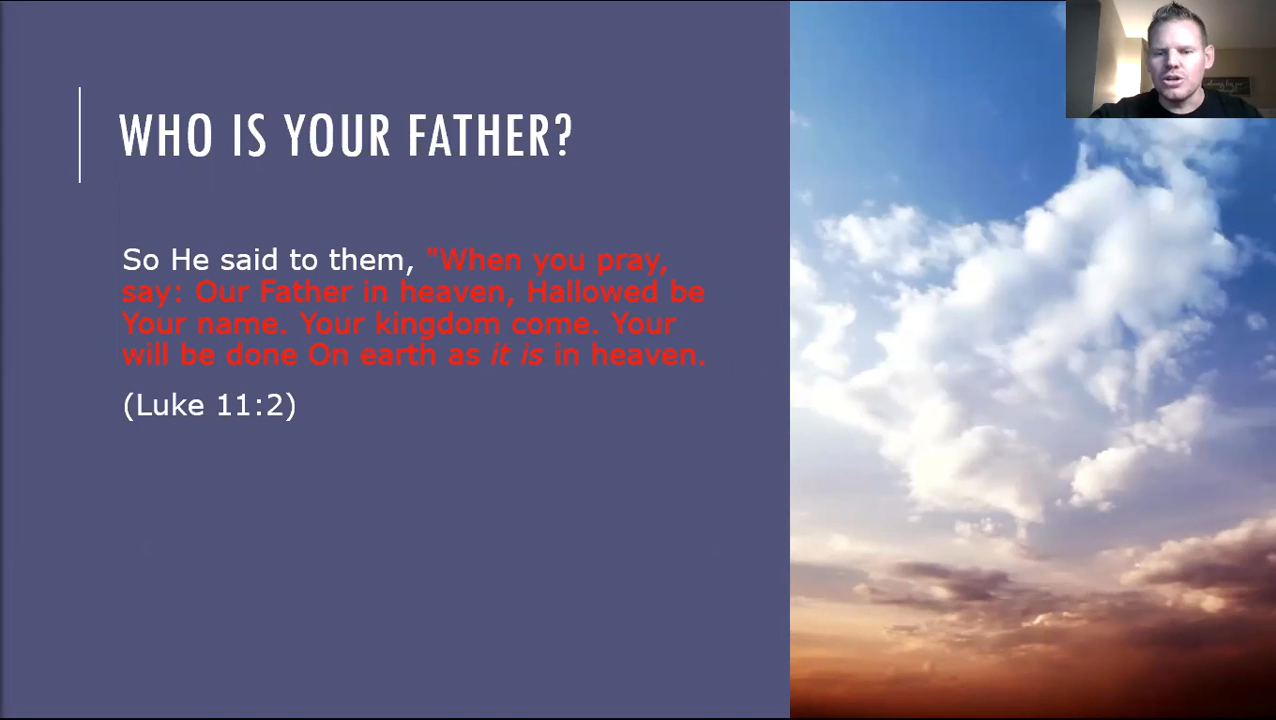 WHO IS YOUR FATHER?
So He said to them, "When you pray,
say: Our Father in heaven, Hallowed be
Your name. Your kingdom come. Your
will be done On earth as it is in heaven.
(Luke 11:2)